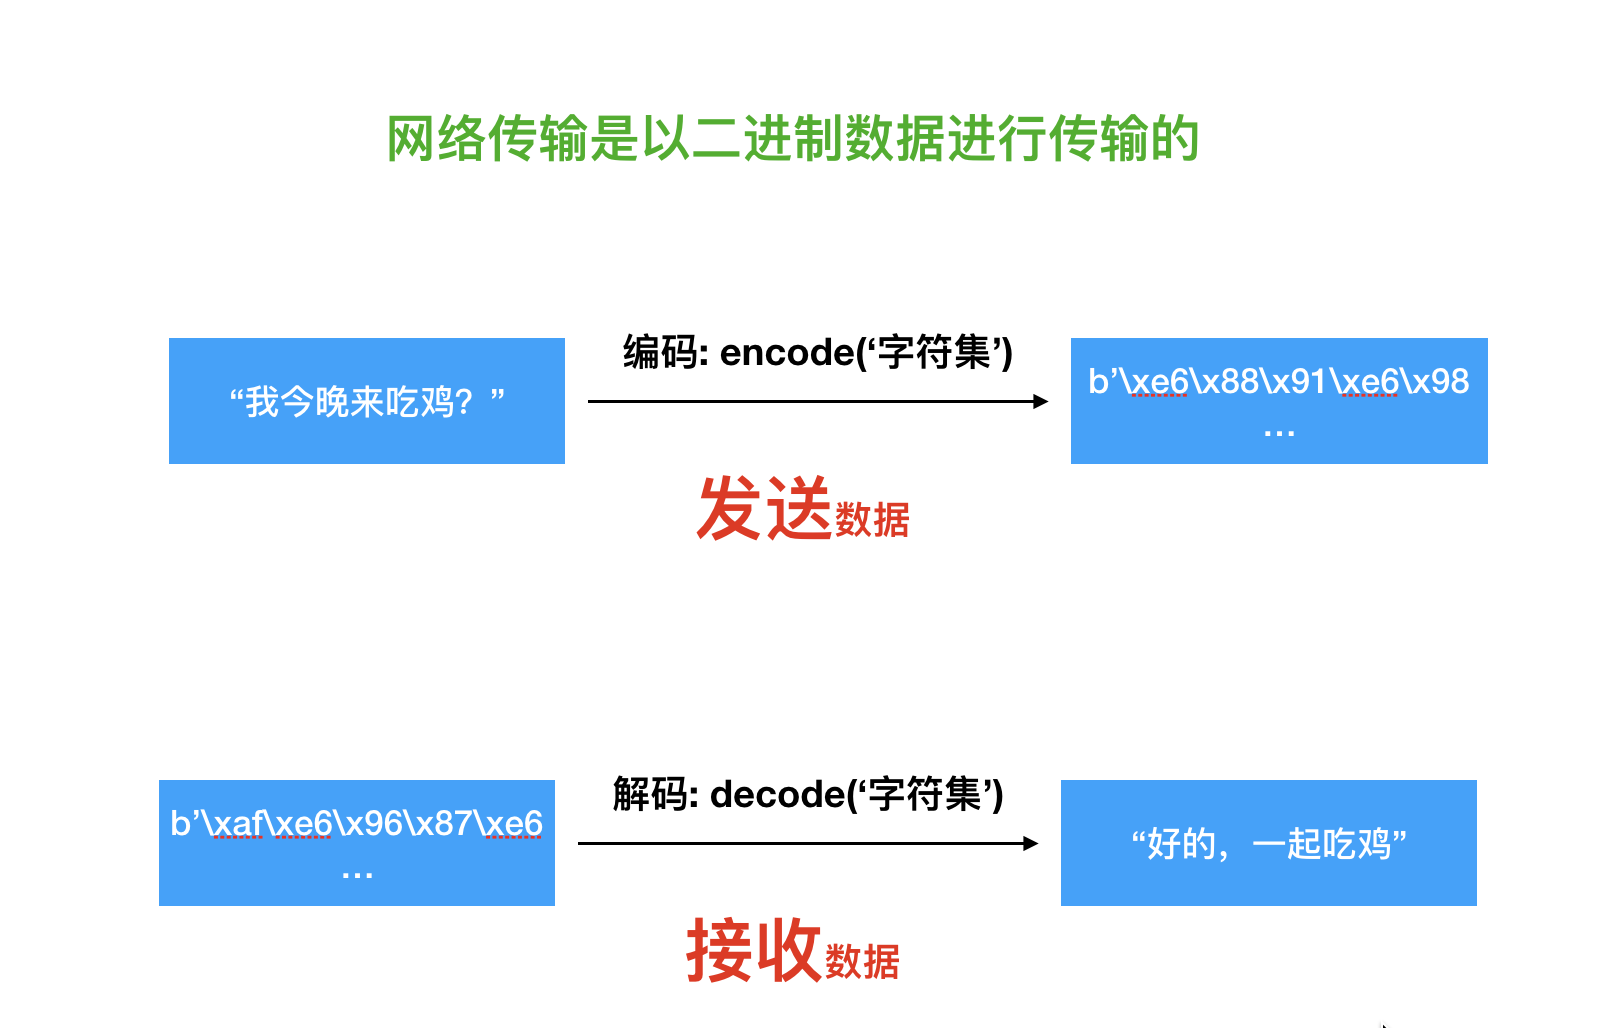 网络传输是以二进制数据进行传输的
编码: encode(‘字符集’)
“我今晚来吃鸡？”
b’\xe6\x88\x91\xe6\x98
...
发送数据
解码: decode(‘字符集’)
b’\xaf\xe6\x96\x87\xe6
...
“好的，一起吃鸡”
接收数据